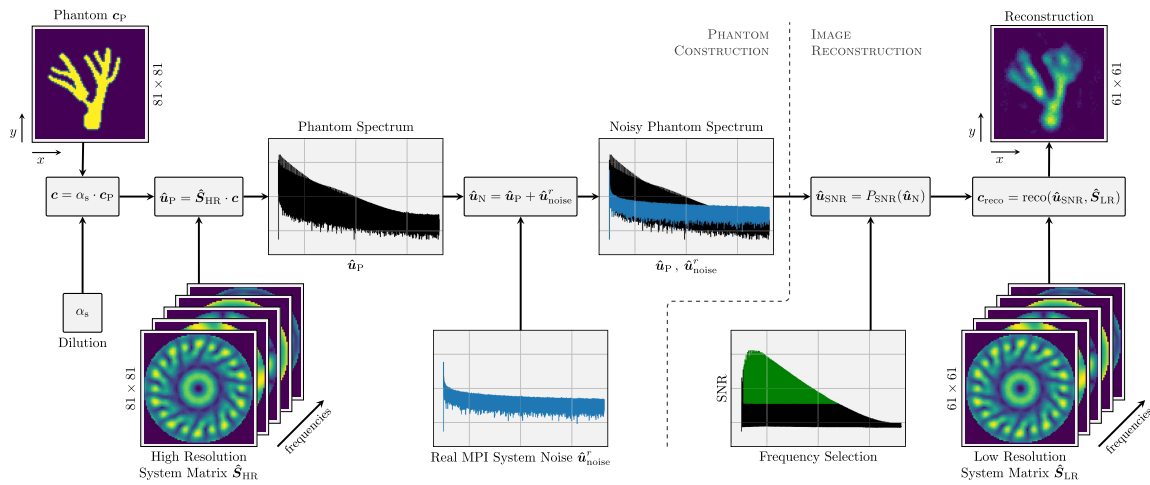 Phantom c_P
81 × 81
y
x
PHANTOM
CONSTRUCTION
IMAGE
RECONSTRUCTION
Reconstruction
61 × 61
y
x
Phantom Spectrum
Noisy Phantom Spectrum
c = α_s · c_P
û_P = Ŝ_HR · c
û_N = û_P + û^r_noise
û_SNR = P_SNR(û_N)
c_reco = reco(û_SNR, Ŝ_LR)
û_P
û_P , û^r_noise
α_s
Dilution
81 × 81
frequencies
High Resolution
System Matrix Ŝ_HR
Real MPI System Noise û^r_noise
SNR
Frequency Selection
61 × 61
frequencies
Low Resolution
System Matrix Ŝ_LR